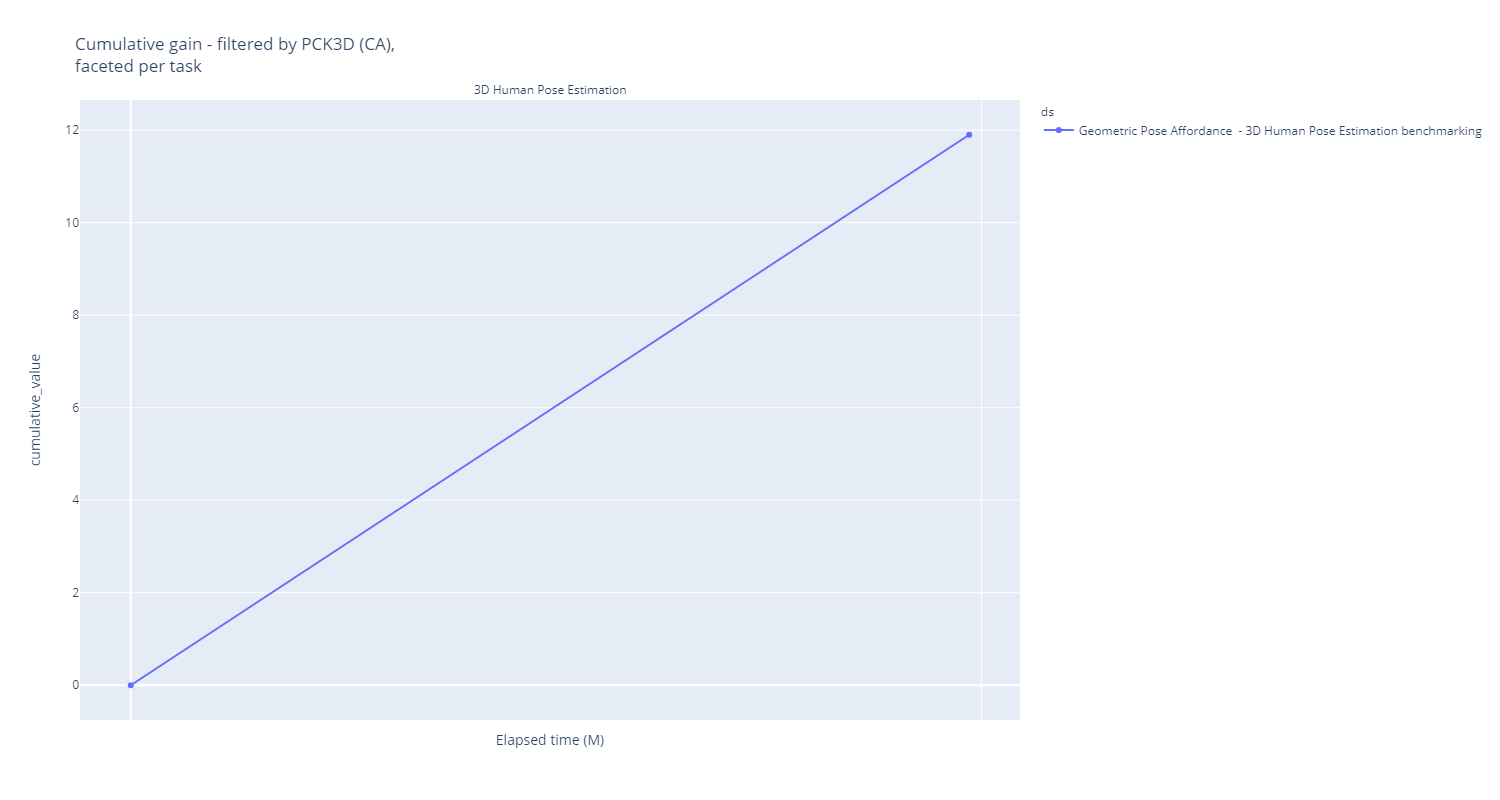 Cumulative gain - filtered by PCK3D (CA),
faceted per task
3D Human Pose Estimation
ds
Geometric Pose Affordance  - 3D Human Pose Estimation benchmarking
12
10
8
6
4
2
0
cumulative_value
Elapsed time (M)